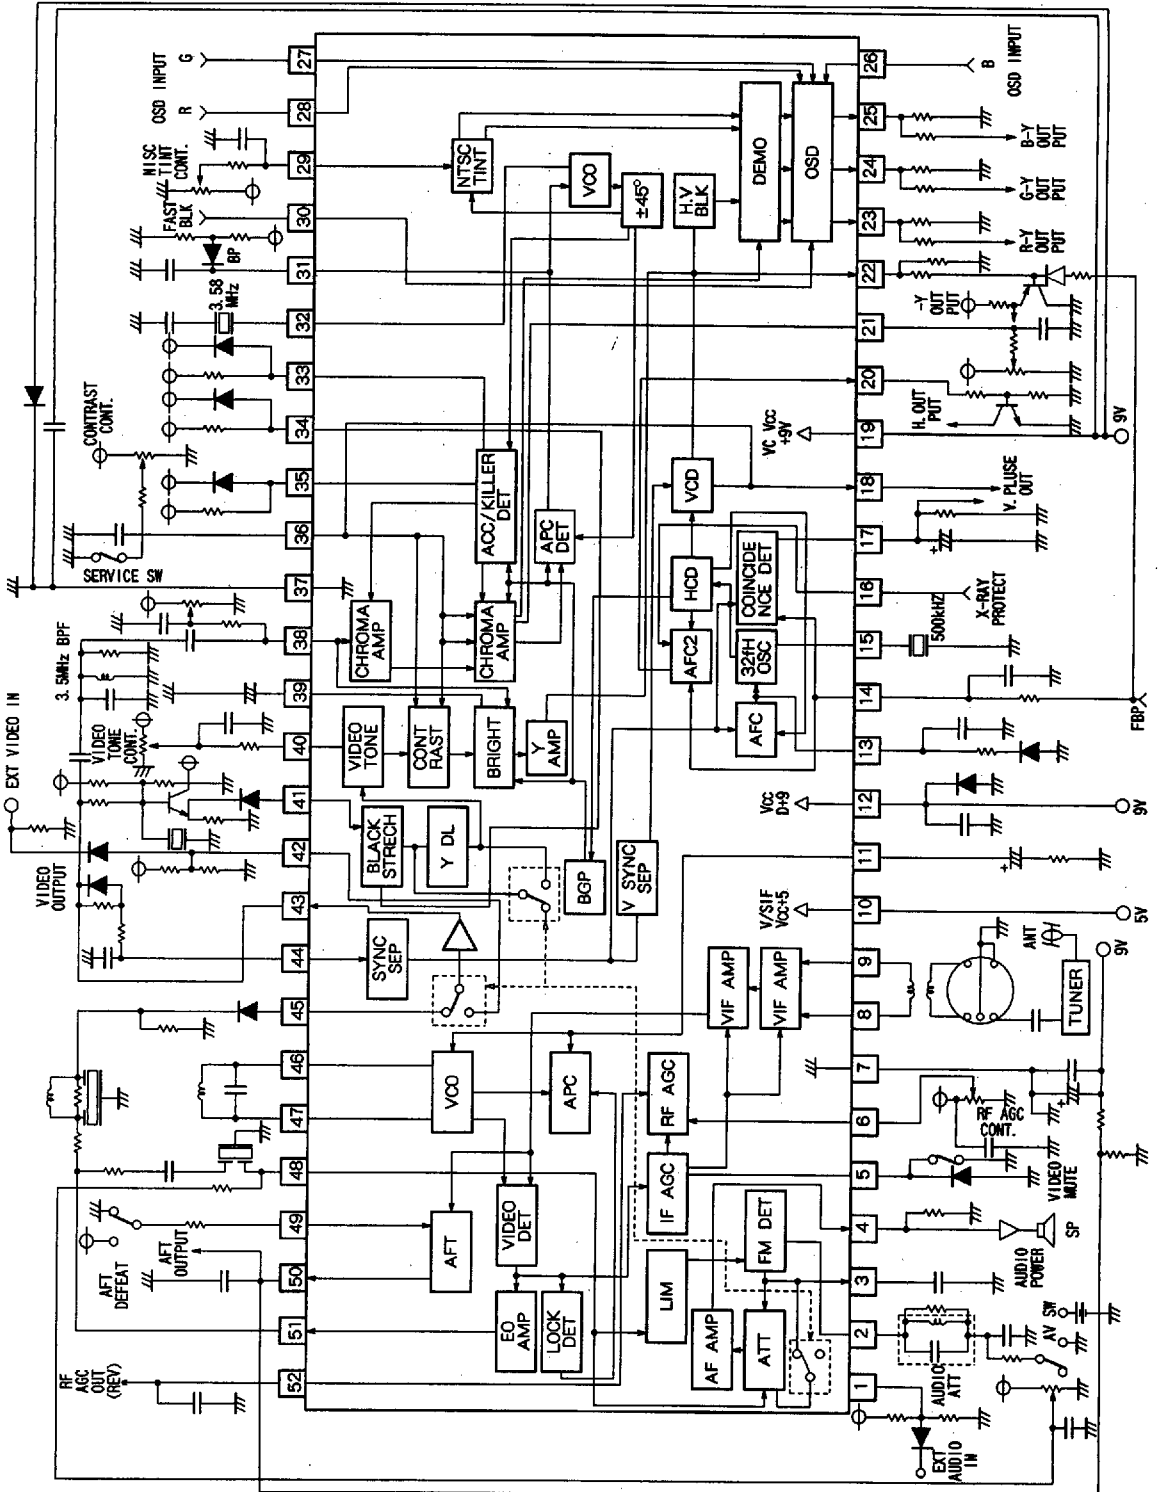 OSD INPUT
G
R
NISC
TINT
CONT.
FAST
BLK
BP
3.58
MHz
CONTRAST
CONT.
SERVICE SW
3.5MHz BPF
EXT VIDEO IN
VIDEO
TONE
CONT.
VIDEO
OUTPUT
AFT
DEFEAT
AFT
OUTPUT
RF
AGC
OUT
(REV)
27
28
29
30
31
32
33
34
35
36
37
38
39
40
41
42
43
44
45
46
47
48
49
50
51
52
NTSC
TINT
VCO
±45°
H.V
BLK
DEMO
OSD
ACC/KILLER
DET
APC
DET
CHROMA
AMP
CHROMA
AMP
VIDEO
TONE
CONT
RAST
BRIGHT
Y
AMP
BLACK
STRECH
Y DL
BGP
V SYNC
SEP
SYNC
SEP
VCD
HCD
AFC2
COINCIDE
NCE DET
32fH
OSC
AFC
VC Vcc
+9V
Vcc
D+9
V/SIF
Vcc+5
VIF AMP
VIF AMP
VCO
APC
RF AGC
IF AGC
AFT
VIDEO
DET
EO
AMP
LOCK
DET
LIM
FM DET
AF AMP
ATT
26
25
24
23
22
21
20
19
18
17
16
15
14
13
12
11
10
9
8
7
6
5
4
3
2
1
B
OSD INPUT
B-Y
OUT
PUT
G-Y
OUT
PUT
R-Y
OUT
PUT
-Y
OUT
PUT
H.OUT
PUT
9V
V.PLUSE
OUT
X-RAY
PROTECT
500kHZ
FBP
9V
5V
ANT
TUNER
9V
RF AGC
CONT.
VIDEO
MUTE
SP
AUDIO
POWER
AV SW
AUDIO
ATT
EXT
AUDIO
IN